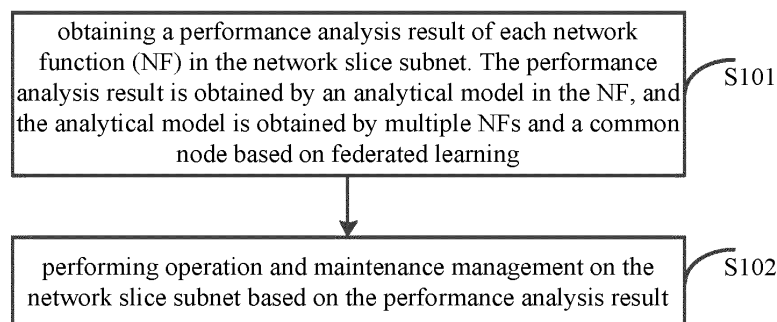 obtaining a performance analysis result of each network
function (NF) in the network slice subnet. The performance
analysis result is obtained by an analytical model in the NF, and
the analytical model is obtained by multiple NFs and a common
node based on federated learning
S101
performing operation and maintenance management on the
network slice subnet based on the performance analysis result
S102